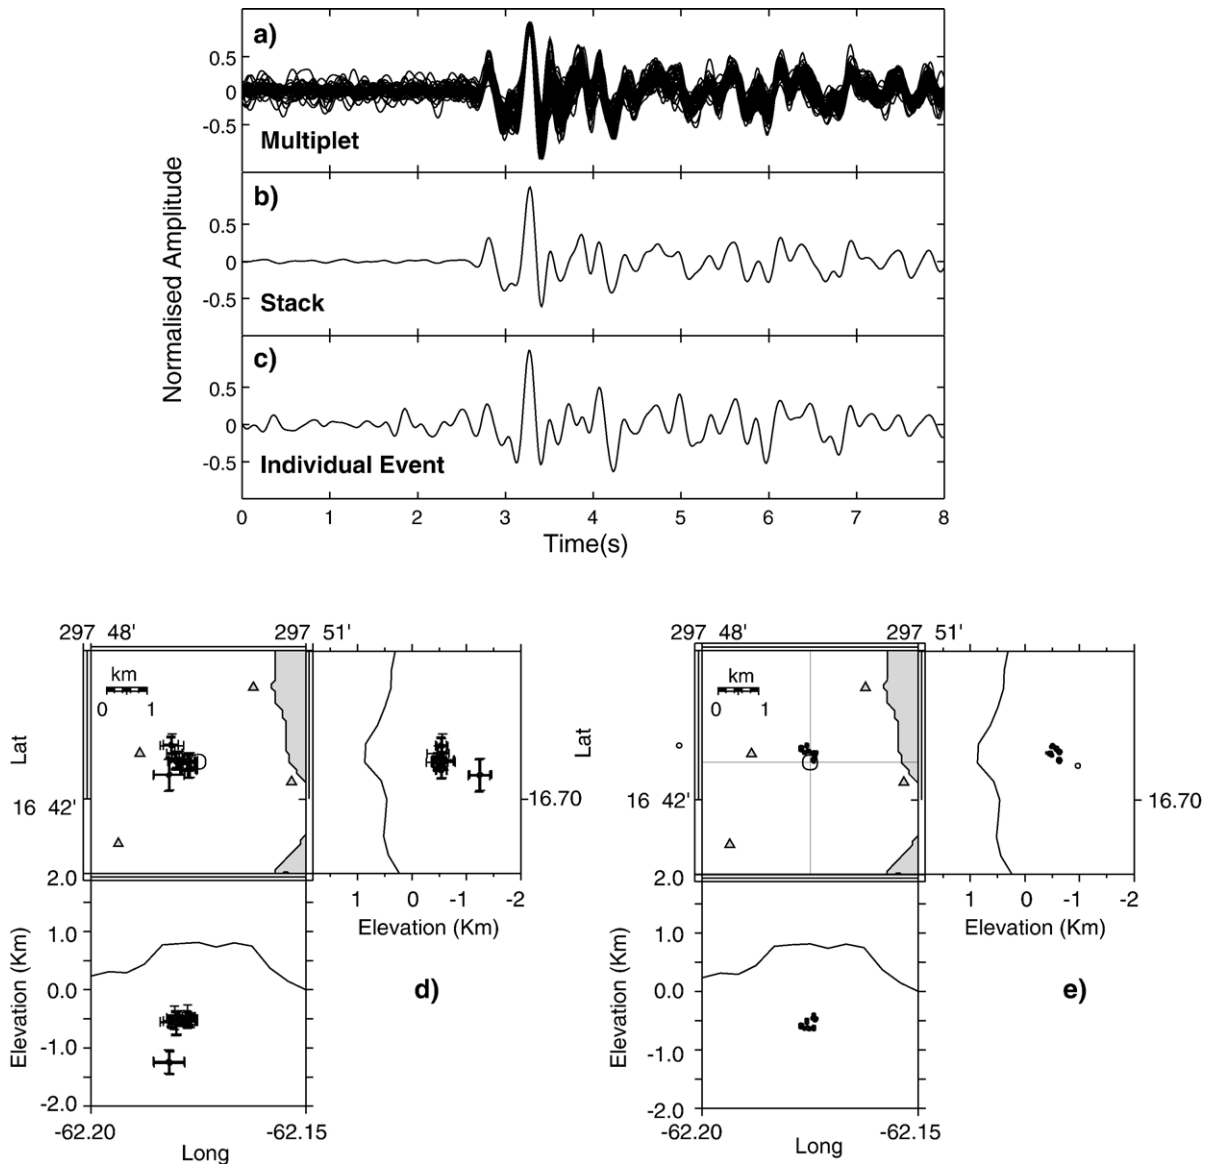 a)
0.5
0
-0.5
Multiplet
b)
0.5
0
-0.5
Stack
c)
0.5
0
-0.5
Individual Event
Normalised Amplitude
0 1 2 3 4 5 6 7 8
Time(s)
297 48' 297 51'
km
0 1
Lat
16 42'
2.0
1.0
0.0
-1.0
-2.0
Elevation (Km)
-62.20 -62.15
Long
1 0 -1 -2
Elevation (Km)
16.70
Lat
d)
297 48' 297 51'
km
0 1
16 42'
2.0
1.0
0.0
-1.0
-2.0
Elevation (Km)
-62.20 -62.15
Long
1 0 -1 -2
Elevation (Km)
16.70
e)